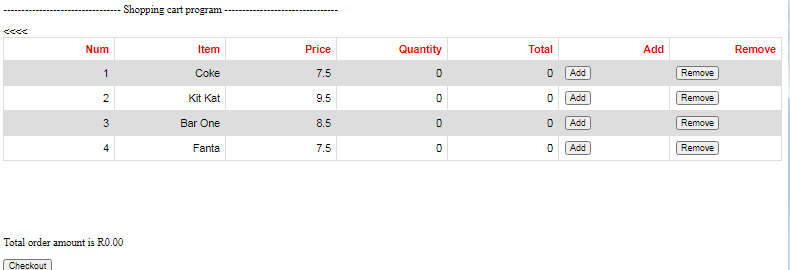 --------------------------------- Shopping cart program --------------------------------
<<<<
Num Item Price Quantity Total Add Remove
1 Coke 7.5 0 0 Add Remove
2 Kit Kat 9.5 0 0 Add Remove
3 Bar One 8.5 0 0 Add Remove
4 Fanta 7.5 0 0 Add Remove
Total order amount is R0.00
Checkout